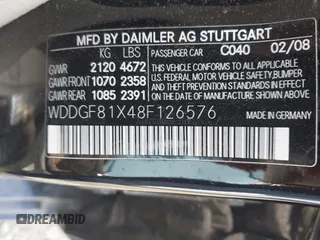 MFD BY DAIMLER AG STUTTGART
KG LBS PASSENGER CAR C040 02/08
GVWR 2120 4672
GAWR FRONT 1070 2358
GAWR REAR 1085 2391
THIS VEHICLE CONFORMS TO ALL APPLICABLE
FEDERAL MOTOR VEHICLE SAFETY, BUMPER,
AND THEFT PREVENTION STANDARDS IN EFFECT
ON THE DATE OF MANUFACTURE SHOWN ABOVE.
WDDGF81X48F126576
MADE IN GERMANY
DREAMBID